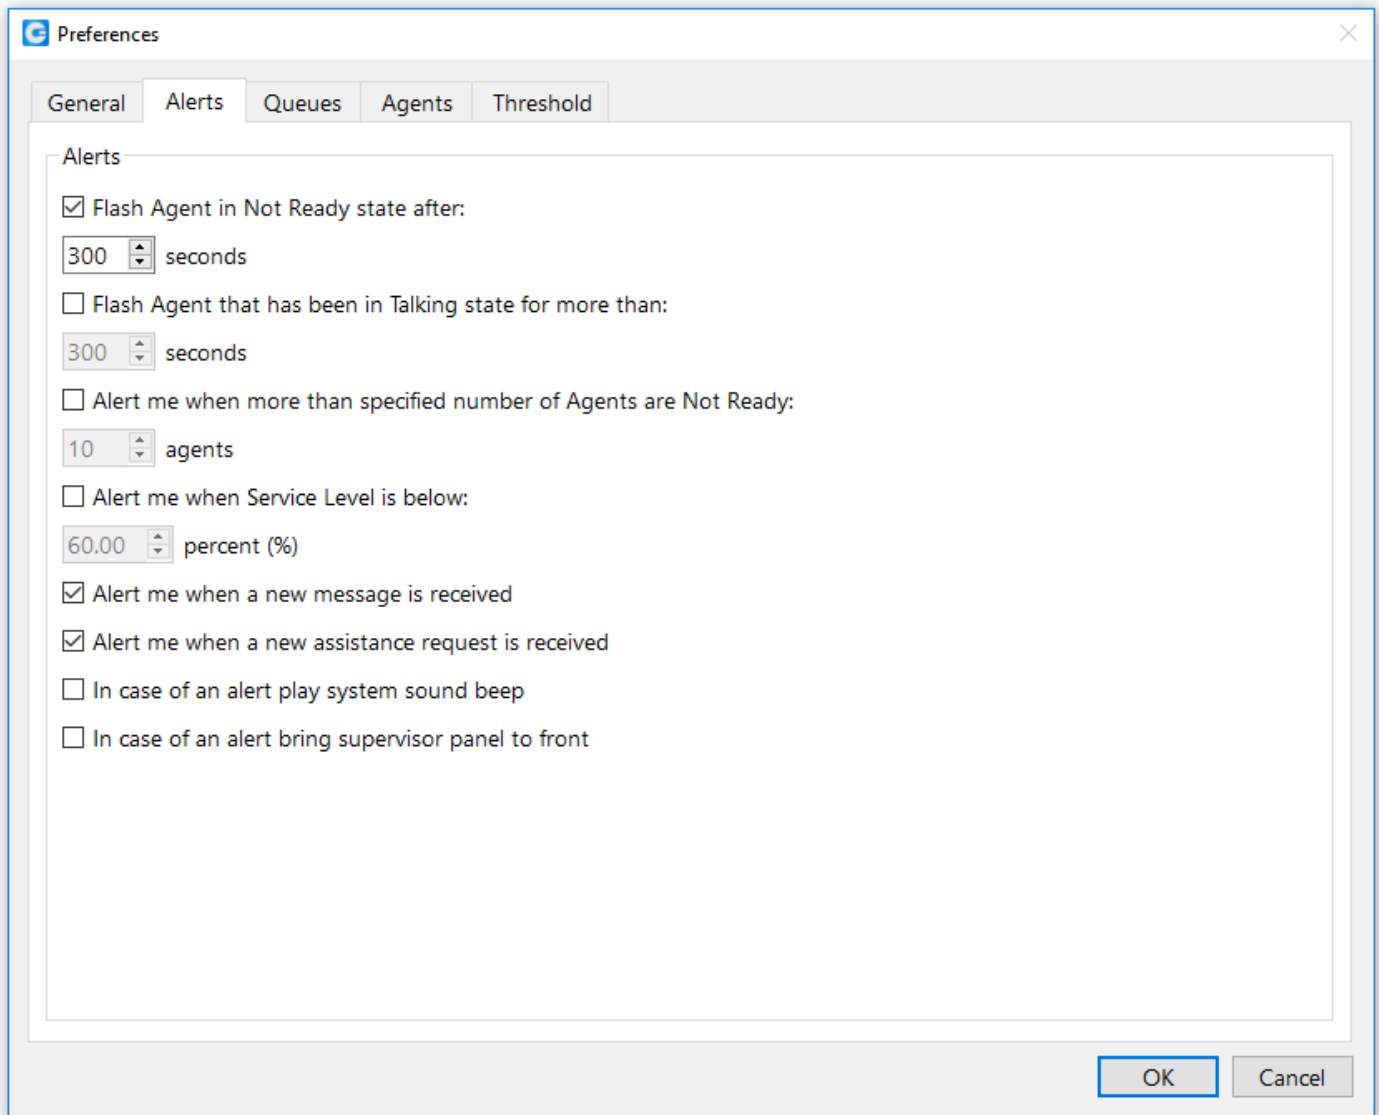 Preferences
General Alerts Queues Agents Threshold
Alerts
Flash Agent in Not Ready state after:
300 seconds
Flash Agent that has been in Talking state for more than:
300 seconds
Alert me when more than specified number of Agents are Not Ready:
10 agents
Alert me when Service Level is below:
60.00 percent (%)
Alert me when a new message is received
Alert me when a new assistance request is received
In case of an alert play system sound beep
In case of an alert bring supervisor panel to front
OK Cancel